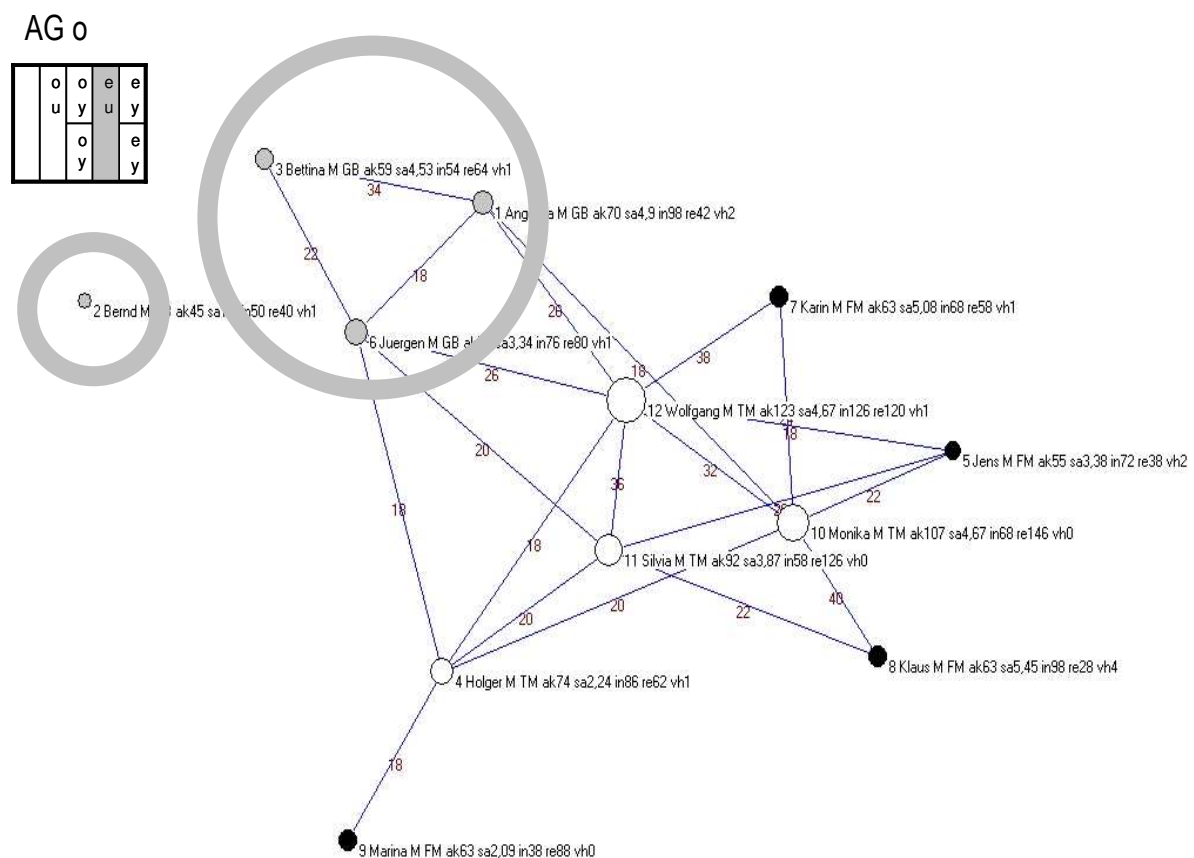 AG o
o o e e
u y u y
o e
y y
3 Bettina M GB ak59 sa4,53 in54 re64 vh1
34
M GB ak70 sa4,9 in98 re42 vh2
22
18
2 Bernd M ak45 in50 re40 vh1
7 Karin M FM ak63 sa5,08 in68 re58 vh1
6 Juergen M GB sa3,34 in76 re80 vh1
38
26
18
12 Wolfgang M TM ak123 sa4,67 in126 re120 vh1
18
20
5 Jens M FM ak55 sa3,38 in72 re38 vh2
32
36
22
18
10 Monika M TM ak107 sa4,67 in68 re146 vh0
18
11 Silvia M TM ak92 sa3,87 in58 re126 vh0
40
20
20
22
8 Klaus M FM ak63 sa5,45 in98 re28 vh4
4 Holger M TM ak74 sa2,24 in86 re62 vh1
18
9 Marina M FM ak63 sa2,09 in38 re88 vh0